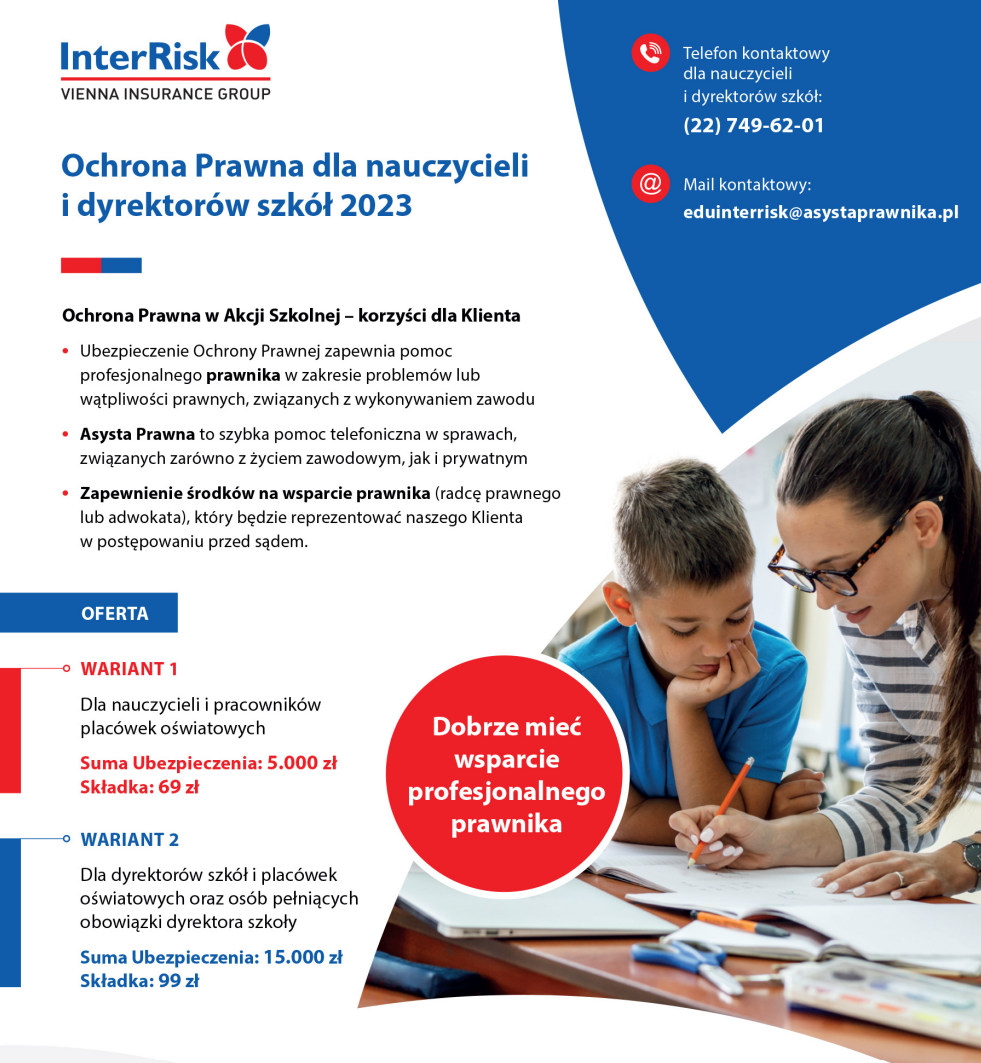 InterRisk
VIENNA INSURANCE GROUP
Telefon kontaktowy
dla nauczycieli
i dyrektorów szkół:
(22) 749-62-01
Mail kontaktowy:
eduinterrisk@asystaprawnika.pl
Ochrona Prawna dla nauczycieli
i dyrektorów szkół 2023
Ochrona Prawna w Akcji Szkolnej – korzyści dla Klienta
• Ubezpieczenie Ochrony Prawnej zapewnia pomoc
profesjonalnego prawnika w zakresie problemów lub
wątpliwości prawnych, związanych z wykonywaniem zawodu
• Asysta Prawna to szybka pomoc telefoniczna w sprawach,
związanych zarówno z życiem zawodowym, jak i prywatnym
• Zapewnienie środków na wsparcie prawnika (radcę prawnego
lub adwokata), który będzie reprezentować naszego Klienta
w postępowaniu przed sądem.
OFERTA
WARIANT 1
Dla nauczycieli i pracowników
placówek oświatowych
Suma Ubezpieczenia: 5.000 zł
Składka: 69 zł
WARIANT 2
Dla dyrektorów szkół i placówek
oświatowych oraz osób pełniących
obowiązki dyrektora szkoły
Suma Ubezpieczenia: 15.000 zł
Składka: 99 zł
Dobrze mieć
wsparcie
profesjonalnego
prawnika